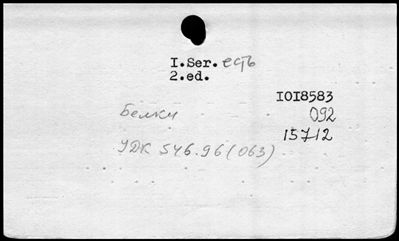 I.Ser. есть
2.ed.
IOI8583
Белки 092
15712
УДК 546.96(063)